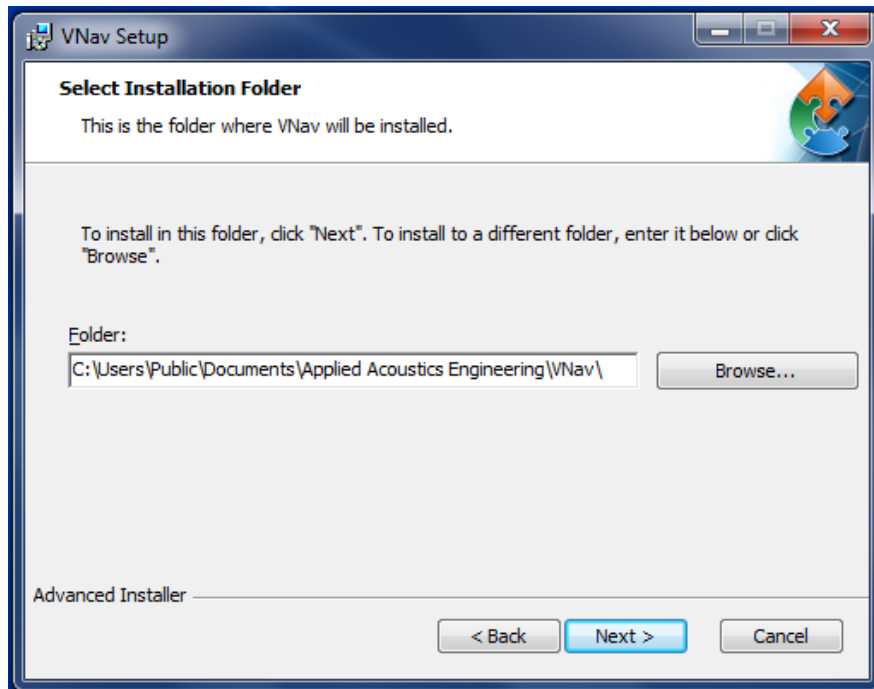 VNav Setup
Select Installation Folder
This is the folder where VNav will be installed.
To install in this folder, click "Next". To install to a different folder, enter it below or click
"Browse".
Folder:
C:\Users\Public\Documents\Applied Acoustics Engineering\VNav\
Browse...
Advanced Installer
< Back
Next >
Cancel